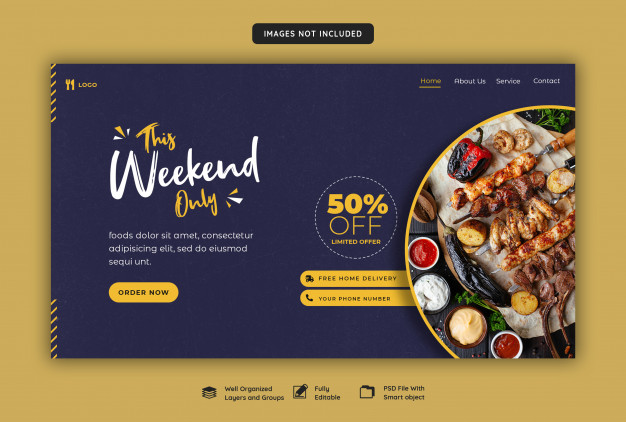 IMAGES NOT INCLUDED
LOGO
Home About Us Service Contact
This
Weekend
Only
foods dolor sit amet, consectetur
adipisicing elit, sed do eiusmod
sequi unt.
ORDER NOW
50%
OFF
LIMITED OFFER
FREE HOME DELIVERY
YOUR PHONE NUMBER
Well Organized
Layers and Groups
Fully
Editable
PSD File With
Smart object